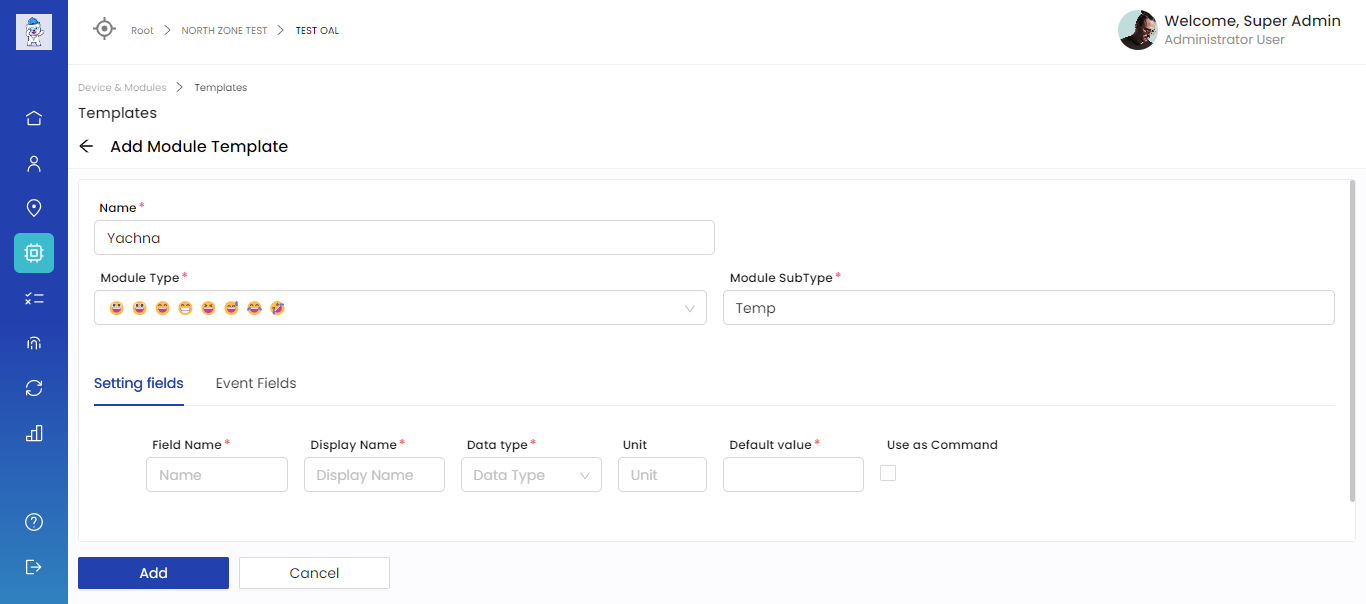 Root > NORTH ZONE TEST > TEST OAL
Welcome, Super Admin
Administrator User
Device & Modules > Templates
Templates
← Add Module Template
Name*
Yachna
Module Type* Module SubType*
😀 😃 😄 😁 😆 😅 😂 🤣 Temp
Setting fields Event Fields
Field Name* Display Name* Data type* Unit Default value* Use as Command
Name Display Name Data Type Unit
Add Cancel